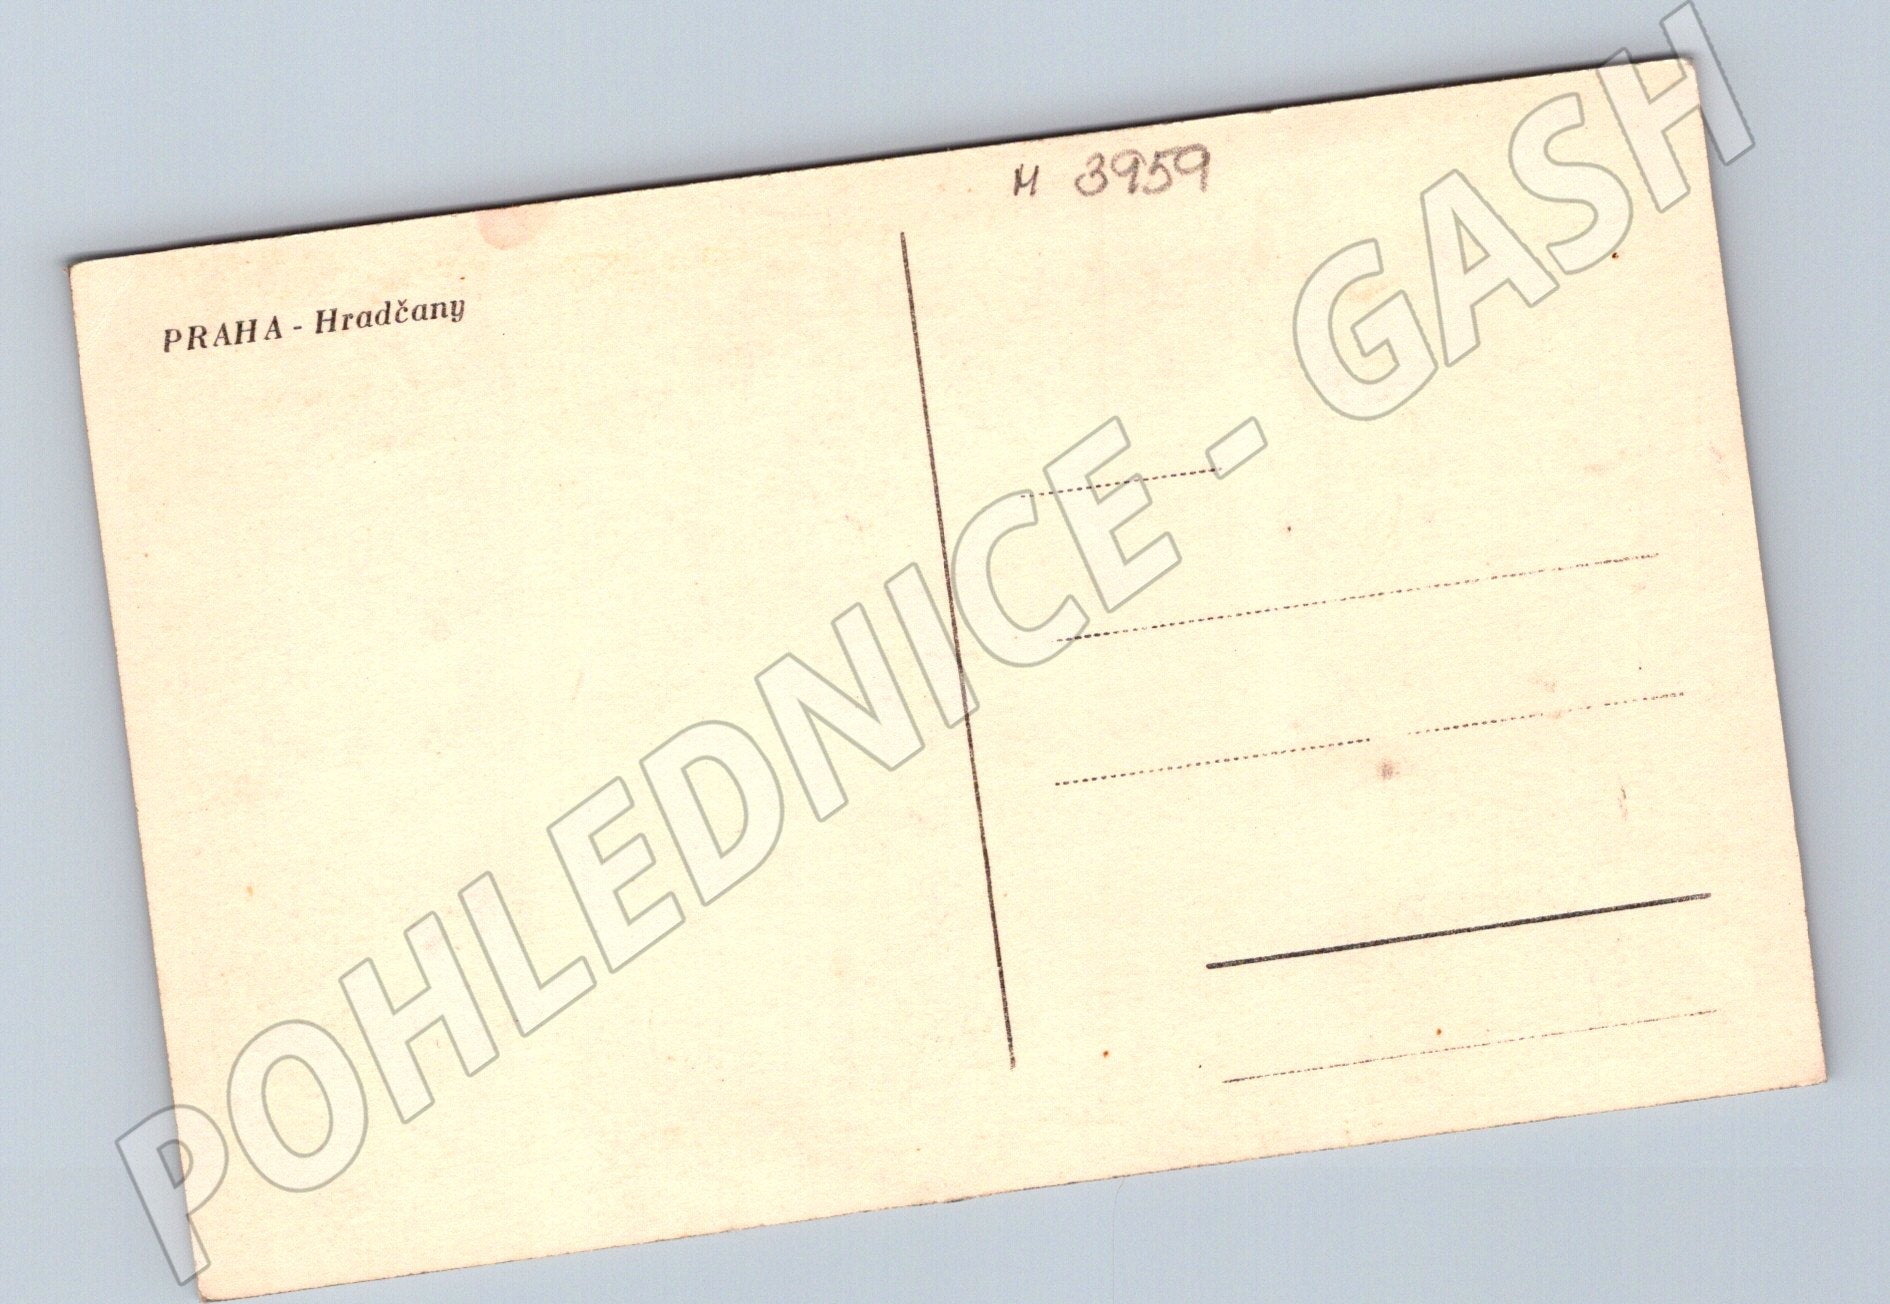 M 3959
PRAHA - Hradčany
POHLEDNICE - GASH